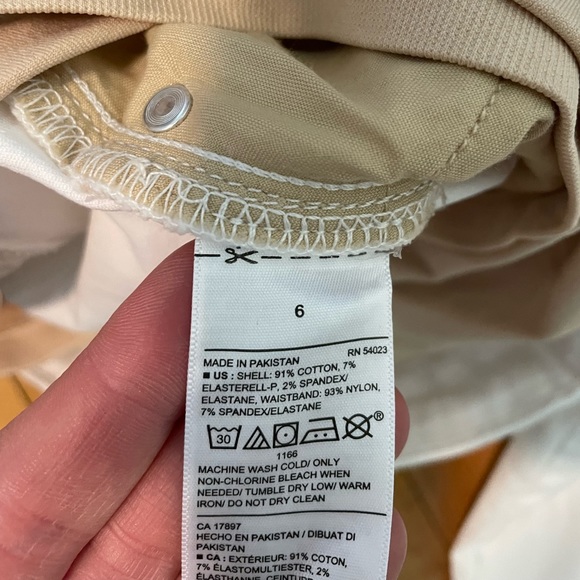 6
MADE IN PAKISTAN RN 54023
■ US : SHELL: 91% COTTON, 7%
ELASTERELL-P, 2% SPANDEX/
ELASTANE, WAISTBAND: 93% NYLON,
7% SPANDEX/ELASTANE
30 ®
1166
MACHINE WASH COLD/ ONLY
NON-CHLORINE BLEACH WHEN
NEEDED/ TUMBLE DRY LOW/ WARM
IRON/ DO NOT DRY CLEAN
CA 17897
HECHO EN PAKISTAN / DIBUAT DI
PAKISTAN
■ CA : EXTÉRIEUR: 91% COTON,
7% ÉLASTOMULTIESTER, 2%
ÉLASTHANNE, CEINTURE